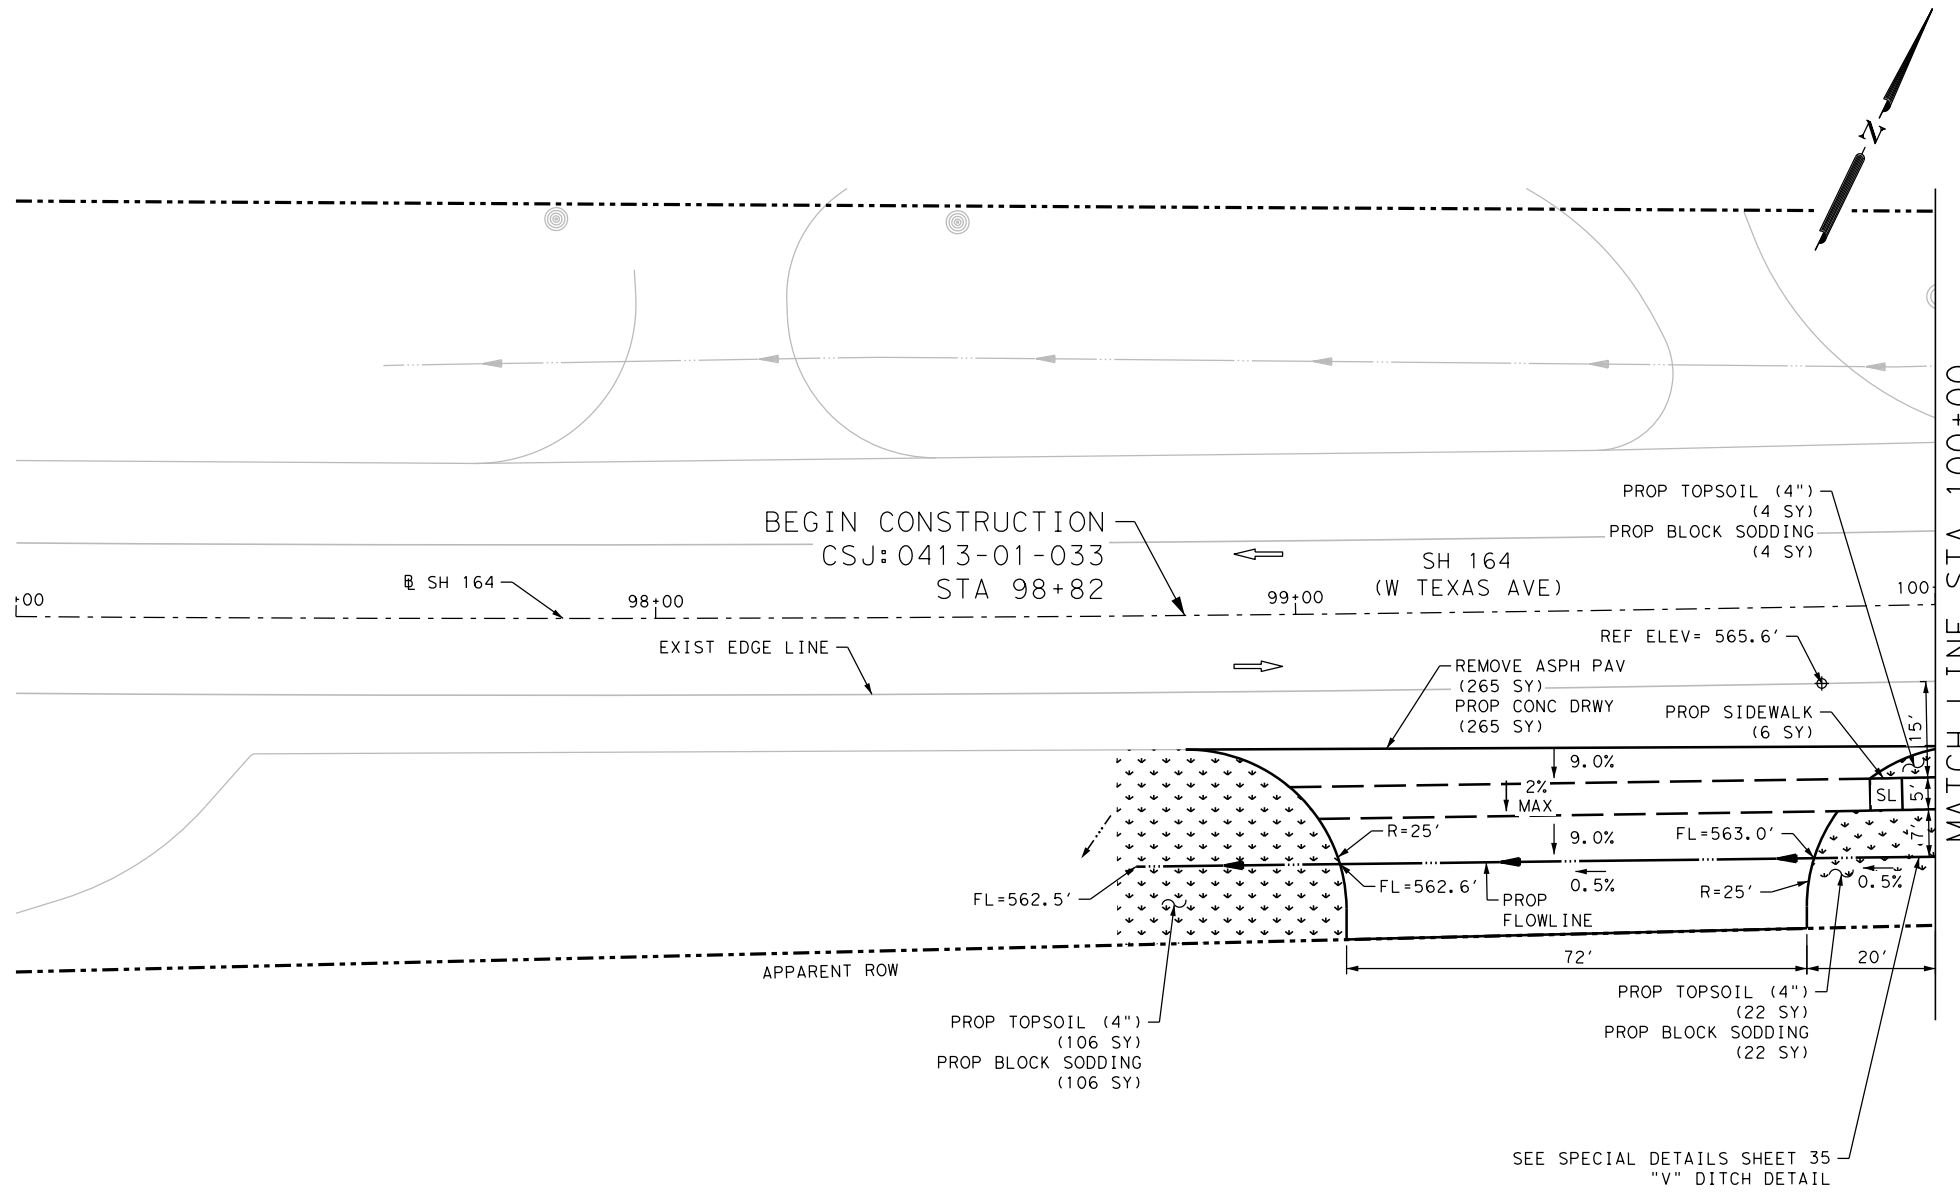 N
MATCH LINE STA 100+00
PROP TOPSOIL (4")
(4 SY)
PROP BLOCK SODDING
(4 SY)
BEGIN CONSTRUCTION
CSJ:0413-01-033
STA 98+82
SH 164
(W TEXAS AVE)
℄ SH 164
+00
98+00
99+00
100
EXIST EDGE LINE
REF ELEV= 565.6'
REMOVE ASPH PAV
(265 SY)
PROP CONC DRWY
(265 SY)
PROP SIDEWALK
(6 SY)
15'
9.0%
2%
MAX
SL
5'
R=25'
9.0%
FL=563.0'
7'
FL=562.5'
FL=562.6'
0.5%
PROP
FLOWLINE
R=25'
0.5%
72'
20'
APPARENT ROW
PROP TOPSOIL (4")
(106 SY)
PROP BLOCK SODDING
(106 SY)
PROP TOPSOIL (4")
(22 SY)
PROP BLOCK SODDING
(22 SY)
SEE SPECIAL DETAILS SHEET 35
"V" DITCH DETAIL